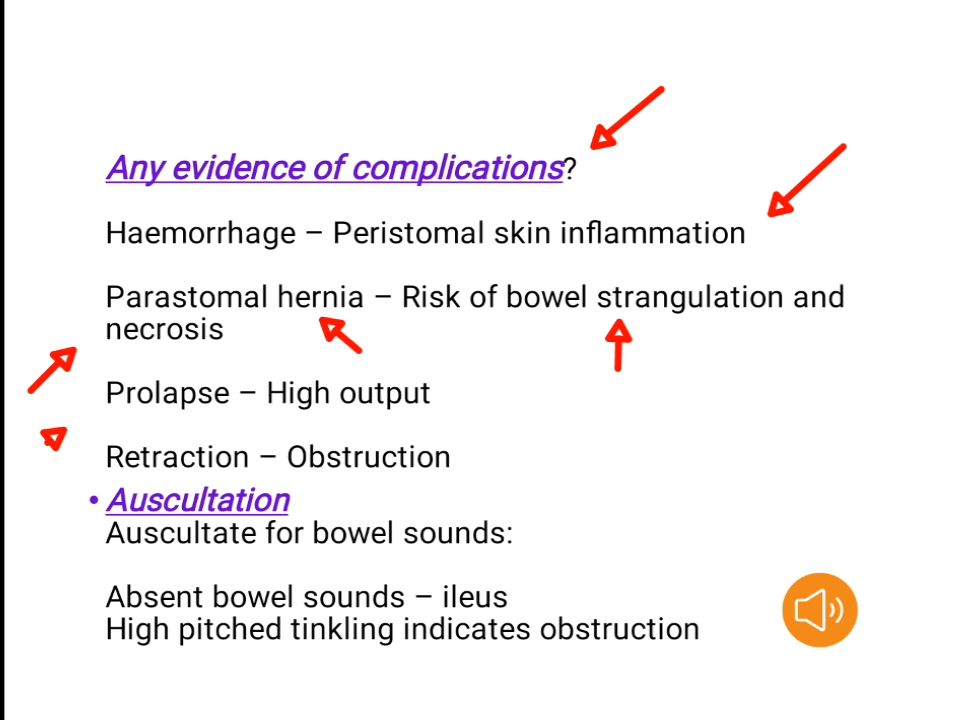 Any evidence of complications?
Haemorrhage – Peristomal skin inflammation
Parastomal hernia – Risk of bowel strangulation and
necrosis
Prolapse – High output
Retraction – Obstruction
• Auscultation
Auscultate for bowel sounds:
Absent bowel sounds – ileus
High pitched tinkling indicates obstruction